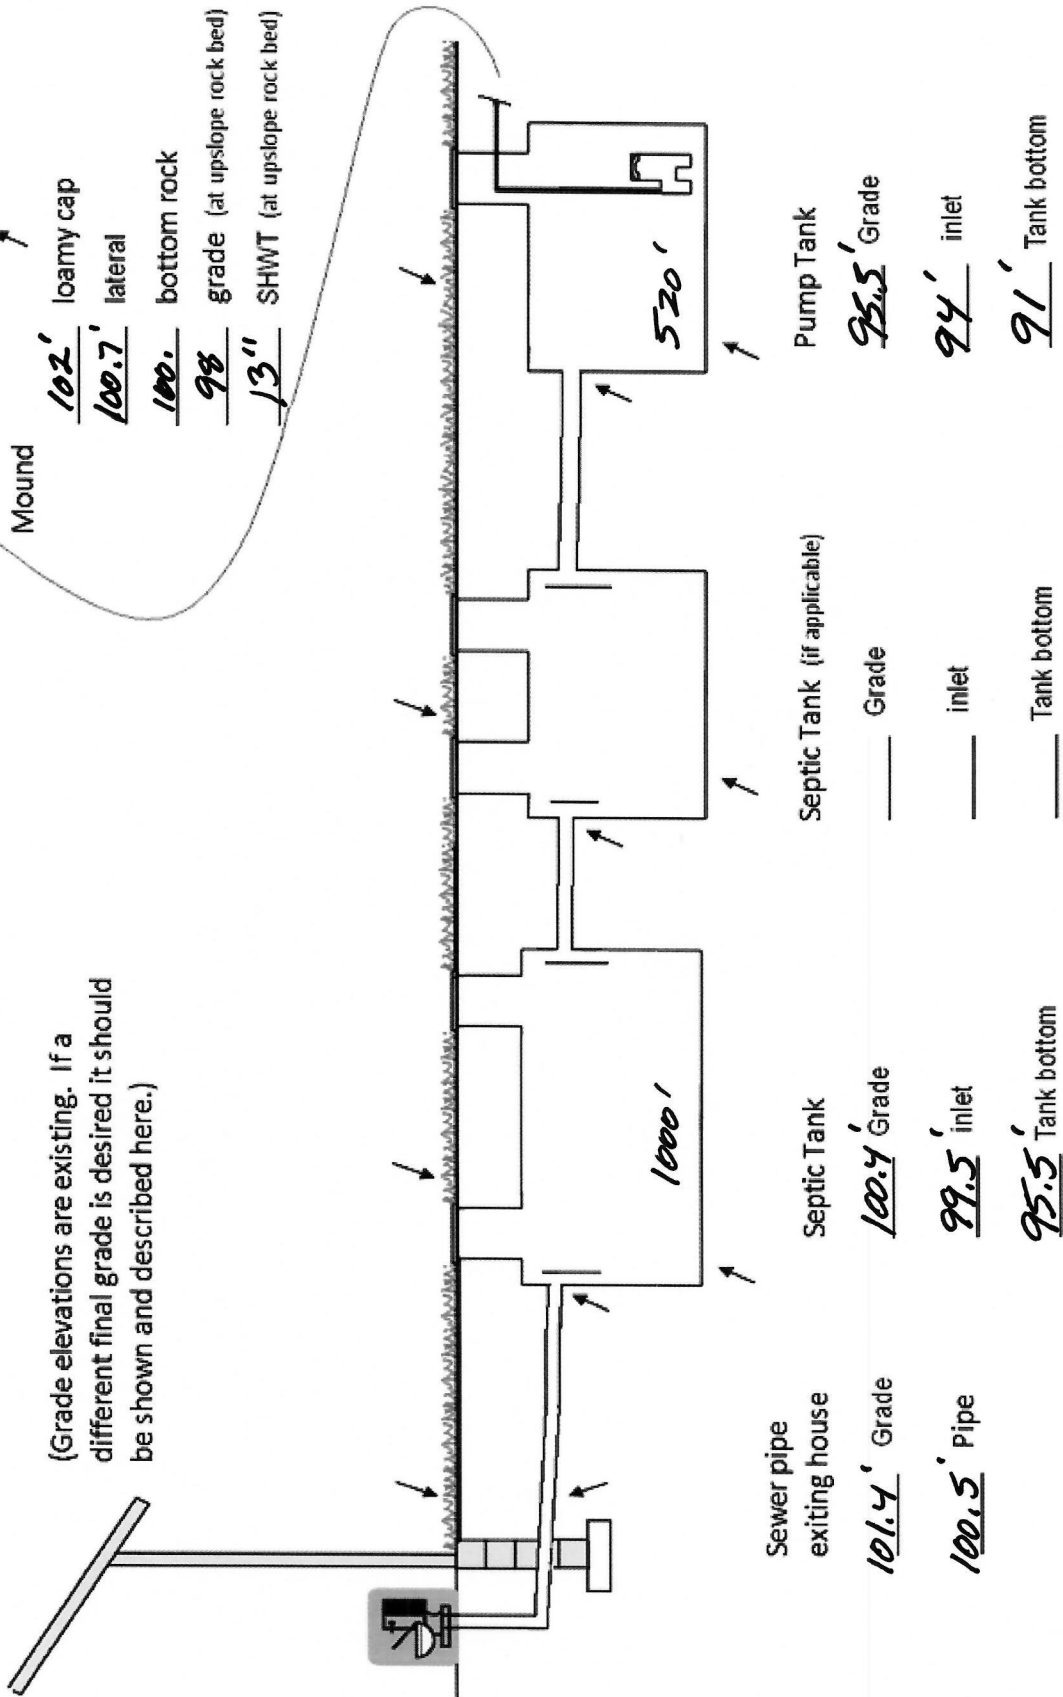 (Grade elevations are existing. If a
different final grade is desired it should
be shown and described here.)
Mound
102' loamy cap
100.7' lateral
100. bottom rock
98 grade (at upslope rock bed)
13" SHWT (at upslope rock bed)
1000'
520'
Sewer pipe
exiting house
101.4' Grade
100.5' Pipe
Septic Tank
100.4' Grade
99.5' inlet
95.5' Tank bottom
Septic Tank (if applicable)
Grade
inlet
Tank bottom
Pump Tank
95.5' Grade
94' inlet
91' Tank bottom